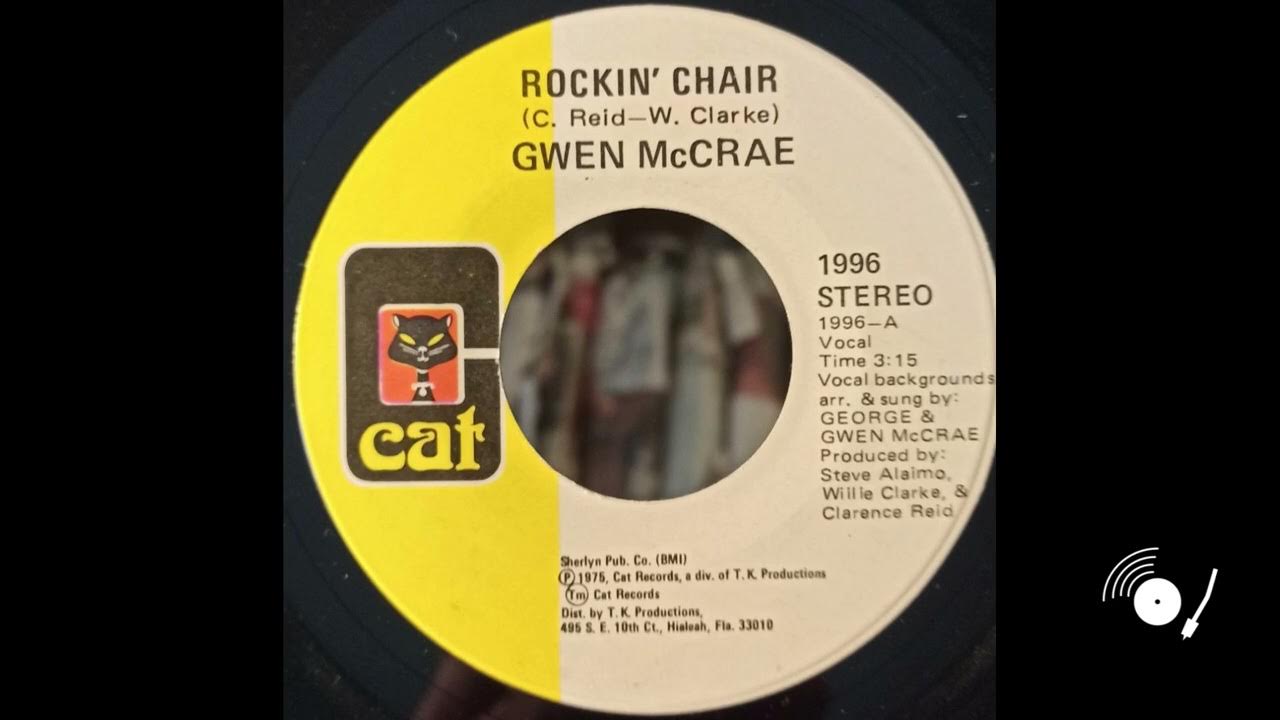 ROCKIN' CHAIR
(C. Reid—W. Clarke)
GWEN McCRAE
cat
1996
STEREO
1996—A
Vocal
Time 3:15
Vocal backgrounds
arr. & sung by:
GEORGE &
GWEN McCRAE
Produced by:
Steve Alaimo,
Willie Clarke, &
Clarence Reid
Sherlyn Pub. Co. (BMI)
Ⓟ 1975, Cat Records, a div. of T. K. Productions
Tm Cat Records
Dist. by T. K. Productions,
495 S. E. 10th Ct., Hialeah, Fla. 33010